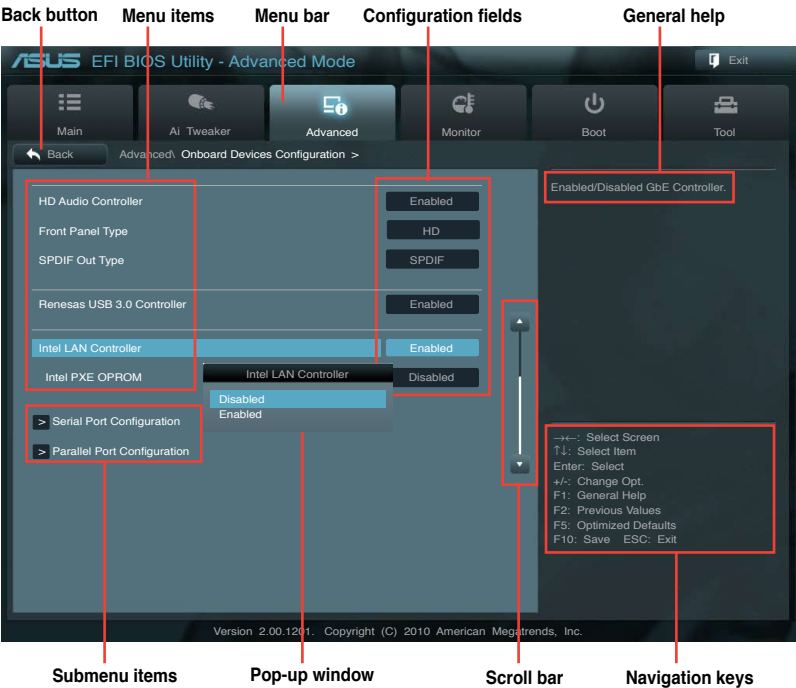 Back button Menu items Menu bar Configuration fields General help
ASUS EFI BIOS Utility - Advanced Mode Exit
Main Ai Tweaker Advanced Monitor Boot Tool
Back Advanced\ Onboard Devices Configuration >
Enabled/Disabled GbE Controller.
HD Audio Controller Enabled
Front Panel Type HD
SPDIF Out Type SPDIF
Renesas USB 3.0 Controller Enabled
Intel LAN Controller Enabled
Intel PXE OPROM Disabled
Intel LAN Controller
Disabled
Enabled
> Serial Port Configuration
> Parallel Port Configuration
→←: Select Screen
↑↓: Select Item
Enter: Select
+/-: Change Opt.
F1: General Help
F2: Previous Values
F5: Optimized Defaults
F10: Save ESC: Exit
Version 2.00.1201. Copyright (C) 2010 American Megatrends, Inc.
Submenu items Pop-up window Scroll bar Navigation keys